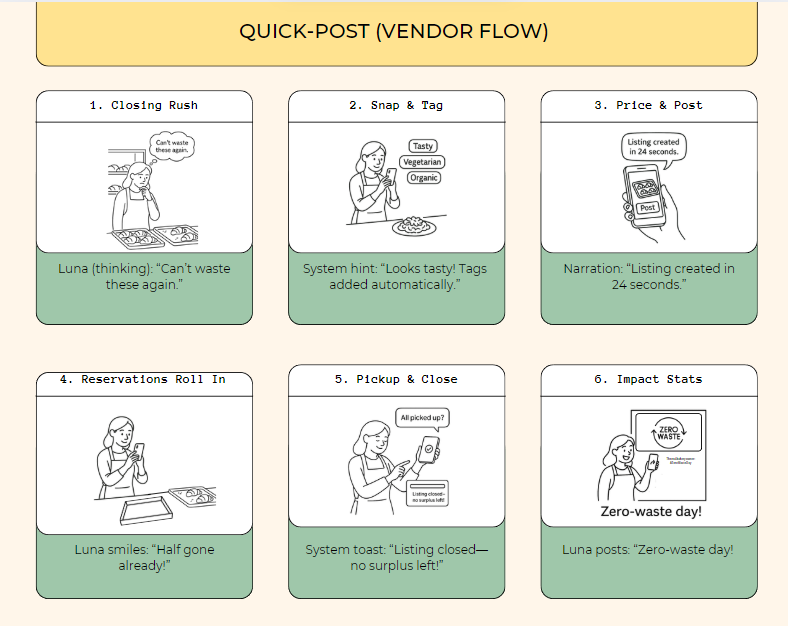 QUICK-POST (VENDOR FLOW)
1. Closing Rush
Can't waste
these again.
Luna (thinking): “Can’t waste
these again.”
2. Snap & Tag
Tasty
Vegetarian
Organic
System hint: “Looks tasty! Tags
added automatically.”
3. Price & Post
Listing created
in 24 seconds.
Post
Narration: “Listing created in
24 seconds.”
4. Reservations Roll In
Luna smiles: “Half gone
already!”
5. Pickup & Close
All picked up?
Listing closed–
no surplus left!
System toast: “Listing closed—
no surplus left!”
6. Impact Stats
ZERO
WASTE
Zero-waste day!
Luna posts: “Zero-waste day!